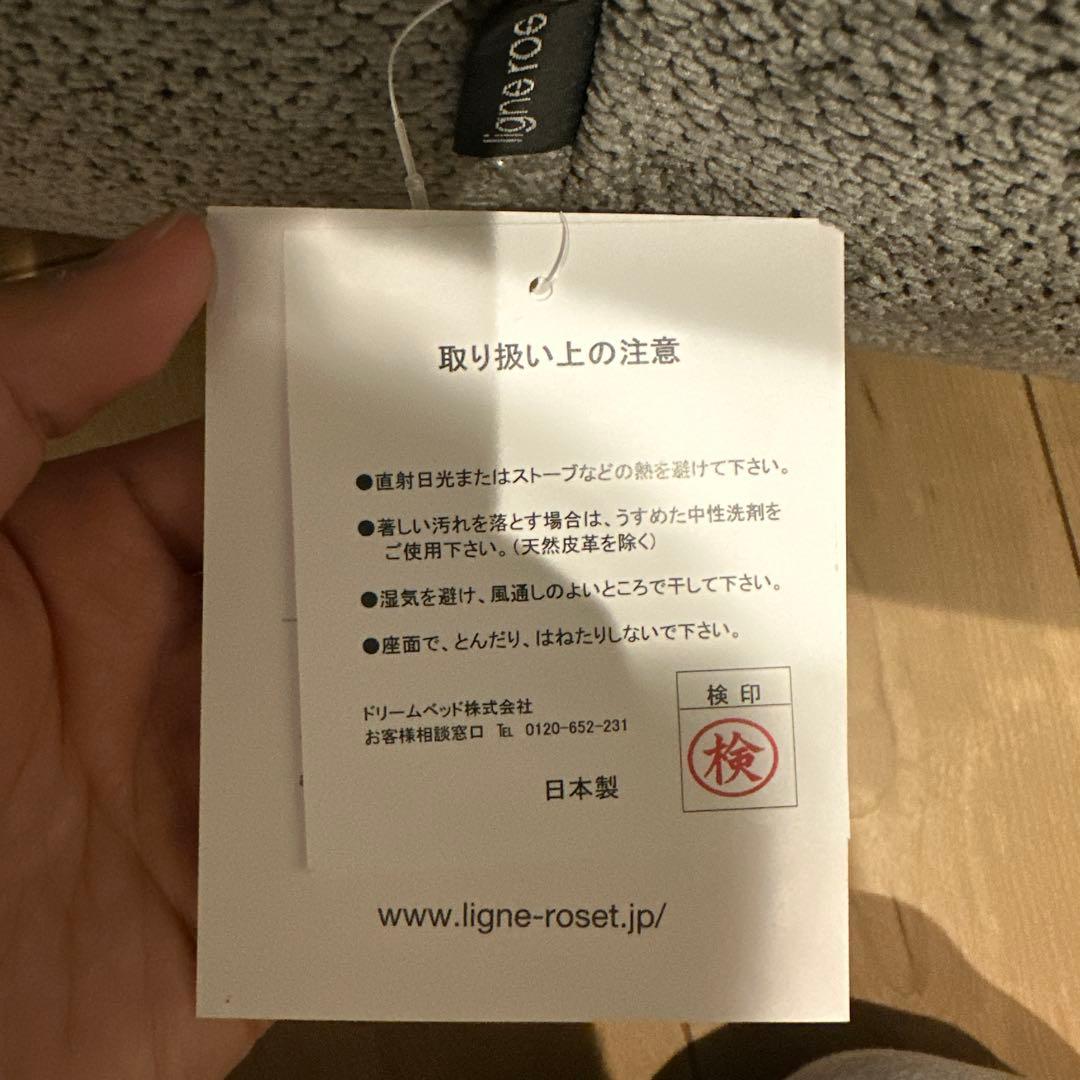 ligne ros
取り扱い上の注意
●直射日光またはストーブなどの熱を避けて下さい。
●著しい汚れを落とす場合は、うすめた中性洗剤を
ご使用下さい。（天然皮革を除く）
●湿気を避け、風通しのよいところで干して下さい。
●座面で、とんだり、はねたりしないで下さい。
ドリームベッド株式会社
お客様相談窓口 ℡ 0120-652-231
検印
検
日本製
www.ligne-roset.jp/